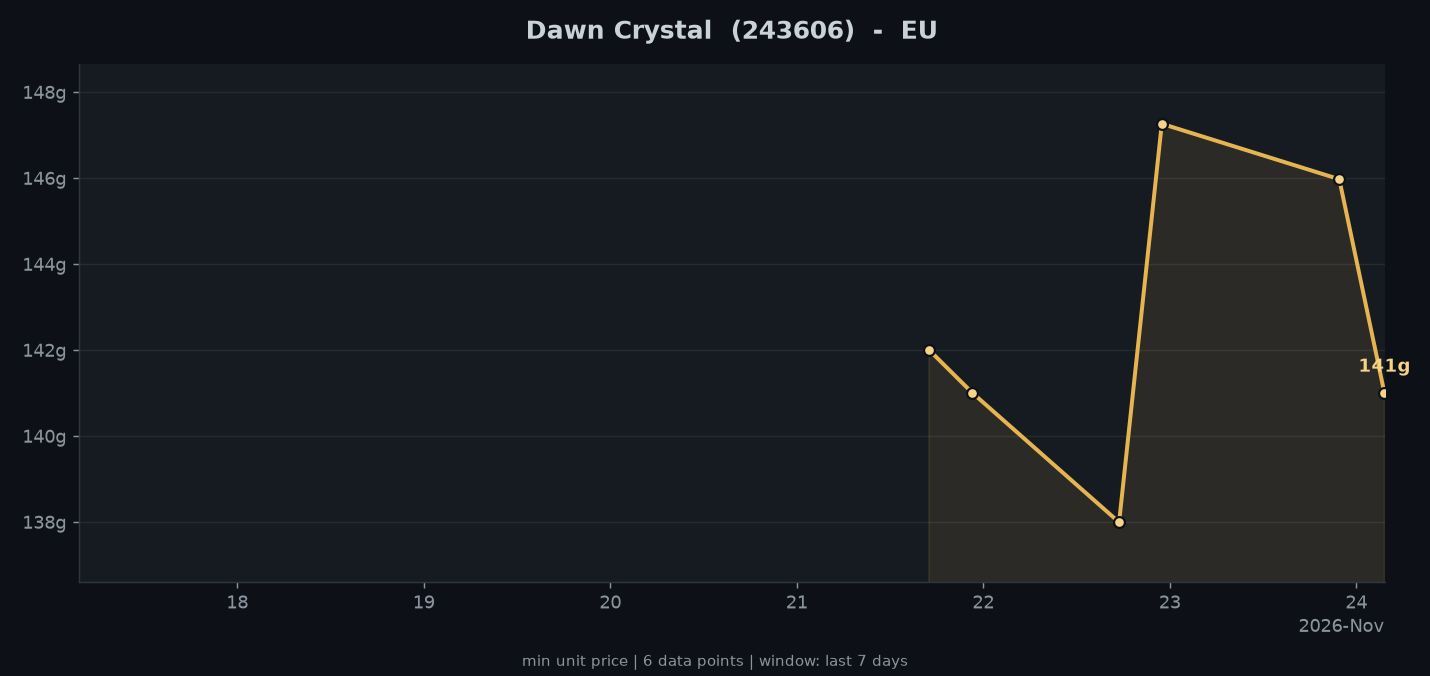 Dawn Crystal  (243606)  -  EU
148g
146g
144g
142g
141g
140g
138g
18 19 20 21 22 23 24
2026-Nov
min unit price | 6 data points | window: last 7 days